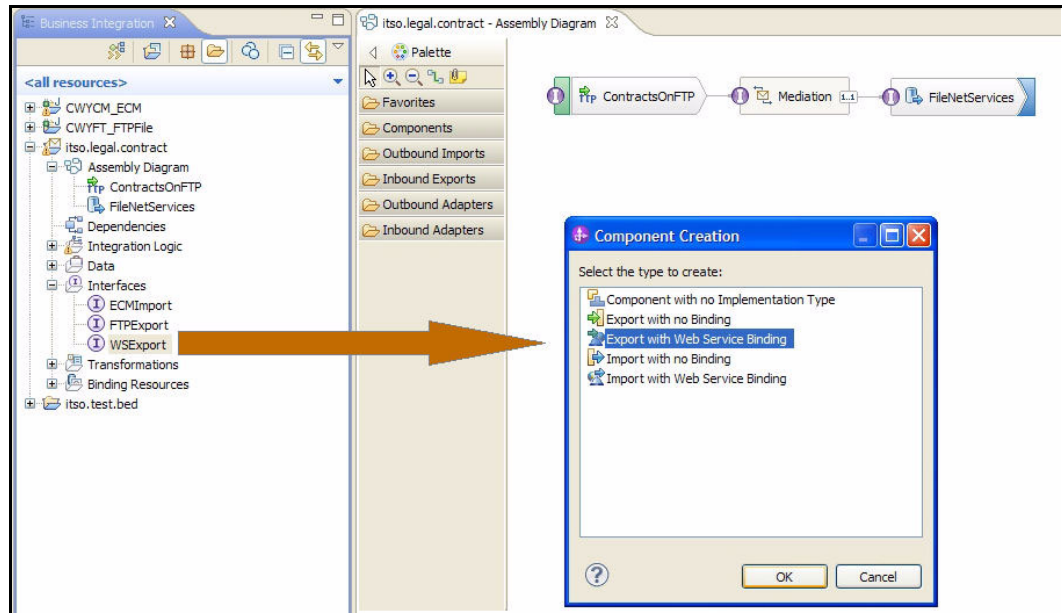 Business Integration
<all resources>
CWYCM_ECM
CWYFT_FTPFile
itso.legal.contract
Assembly Diagram
ContractsOnFTP
FileNetServices
Dependencies
Integration Logic
Data
Interfaces
ECMImport
FTPExport
WSExport
Transformations
Binding Resources
itso.test.bed
itso.legal.contract - Assembly Diagram
Palette
Favorites
Components
Outbound Imports
Inbound Exports
Outbound Adapters
Inbound Adapters
FTP ContractsOnFTP
Mediation 1..1
FileNetServices
Component Creation
Select the type to create:
Component with no Implementation Type
Export with no Binding
Export with Web Service Binding
Import with no Binding
Import with Web Service Binding
? OK Cancel